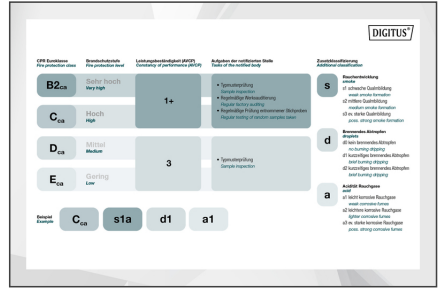 DIGITUS®
CPR Euroklasse
Fire protection class
Brandschutzstufe
Fire protection level
Leistungsbeständigkeit (AVCP)
Constancy of performance (AVCP)
Aufgaben der notifizierten Stelle
Tasks of the notified body
Zusatzklassifizierung
Additional classification
B2ca
Sehr hoch
Very high
1+
• Typmusterprüfung
Sample inspection
• Regelmäßige Werksauditierung
Regular factory auditing
• Regelmäßige Prüfung entnommener Stickproben
Regular testing of random samples taken
Cca
Hoch
High
Dca
Mittel
Medium
3
• Typmusterprüfung
Sample inspection
Eca
Gering
Low
s
Rauchentwicklung
smoke
s1 schwache Qualmbildung
weak smoke formation
s2 mittlere Qualmbildung
medium smoke formation
s3 ev. starke Qualmbildung
poss. strong smoke formation
d
Brennendes Abtropfen
droplets
d0 kein brennendes Abtropfen
no burning dripping
d1 kurzzeitiges brennendes Abtropfen
brief burning dripping
d2 kurzzeitiges brennendes Abtropfen
brief burning dripping
a
Acidität Rauchgase
acid
a1 leicht korrosive Rauchgase
weak corrosive fumes
a2 leichtere korrosive Rauchgase
lighter corrosive fumes
a3 ev. starke korrosive Rauchgase
poss. strong corrosive fumes
Beispiel
Example
Cca
s1a
d1
a1